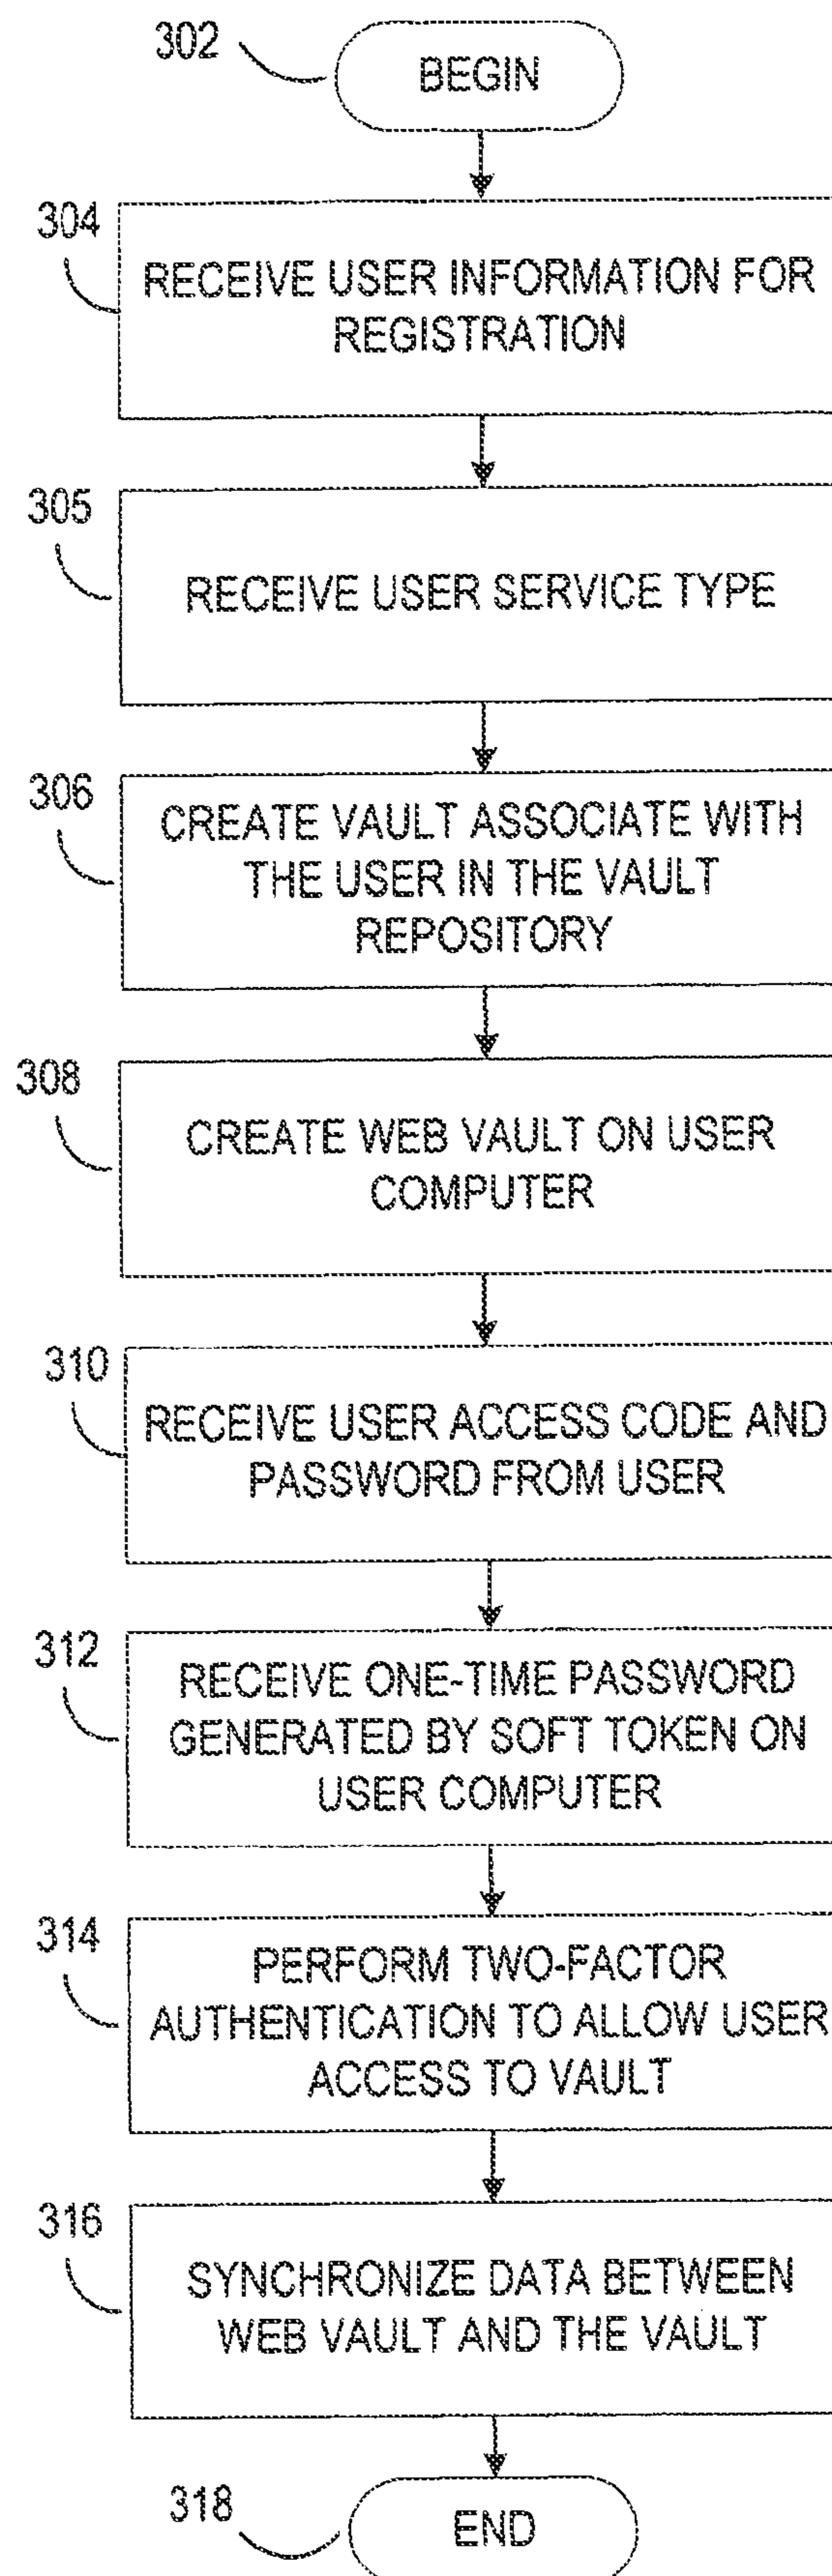 302
BEGIN
304
RECEIVE USER INFORMATION FOR
REGISTRATION
305
RECEIVE USER SERVICE TYPE
306
CREATE VAULT ASSOCIATE WITH
THE USER IN THE VAULT
REPOSITORY
308
CREATE WEB VAULT ON USER
COMPUTER
310
RECEIVE USER ACCESS CODE AND
PASSWORD FROM USER
312
RECEIVE ONE-TIME PASSWORD
GENERATED BY SOFT TOKEN ON
USER COMPUTER
314
PERFORM TWO-FACTOR
AUTHENTICATION TO ALLOW USER
ACCESS TO VAULT
316
SYNCHRONIZE DATA BETWEEN
WEB VAULT AND THE VAULT
318
END